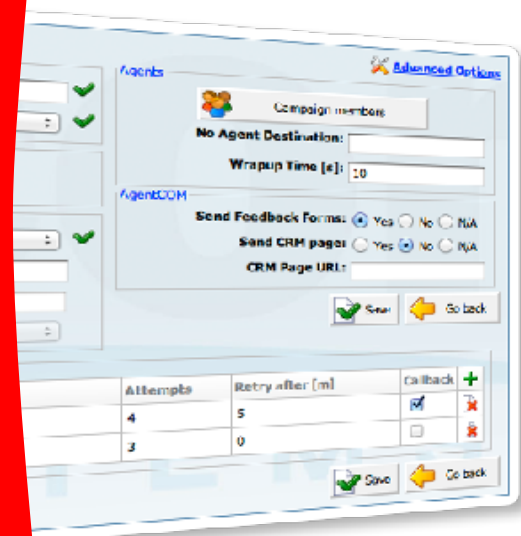 Advanced Options
Agents
Campaign members
No Agent Destination:
Wrapup Time [s]: 10
AgentCOM
Send Feedback Forms: Yes No N/A
Send CRM page: Yes No N/A
CRM Page URL:
Save Go back
Attempts Retry after [m] Callback
4 5
3 0
Save Go back